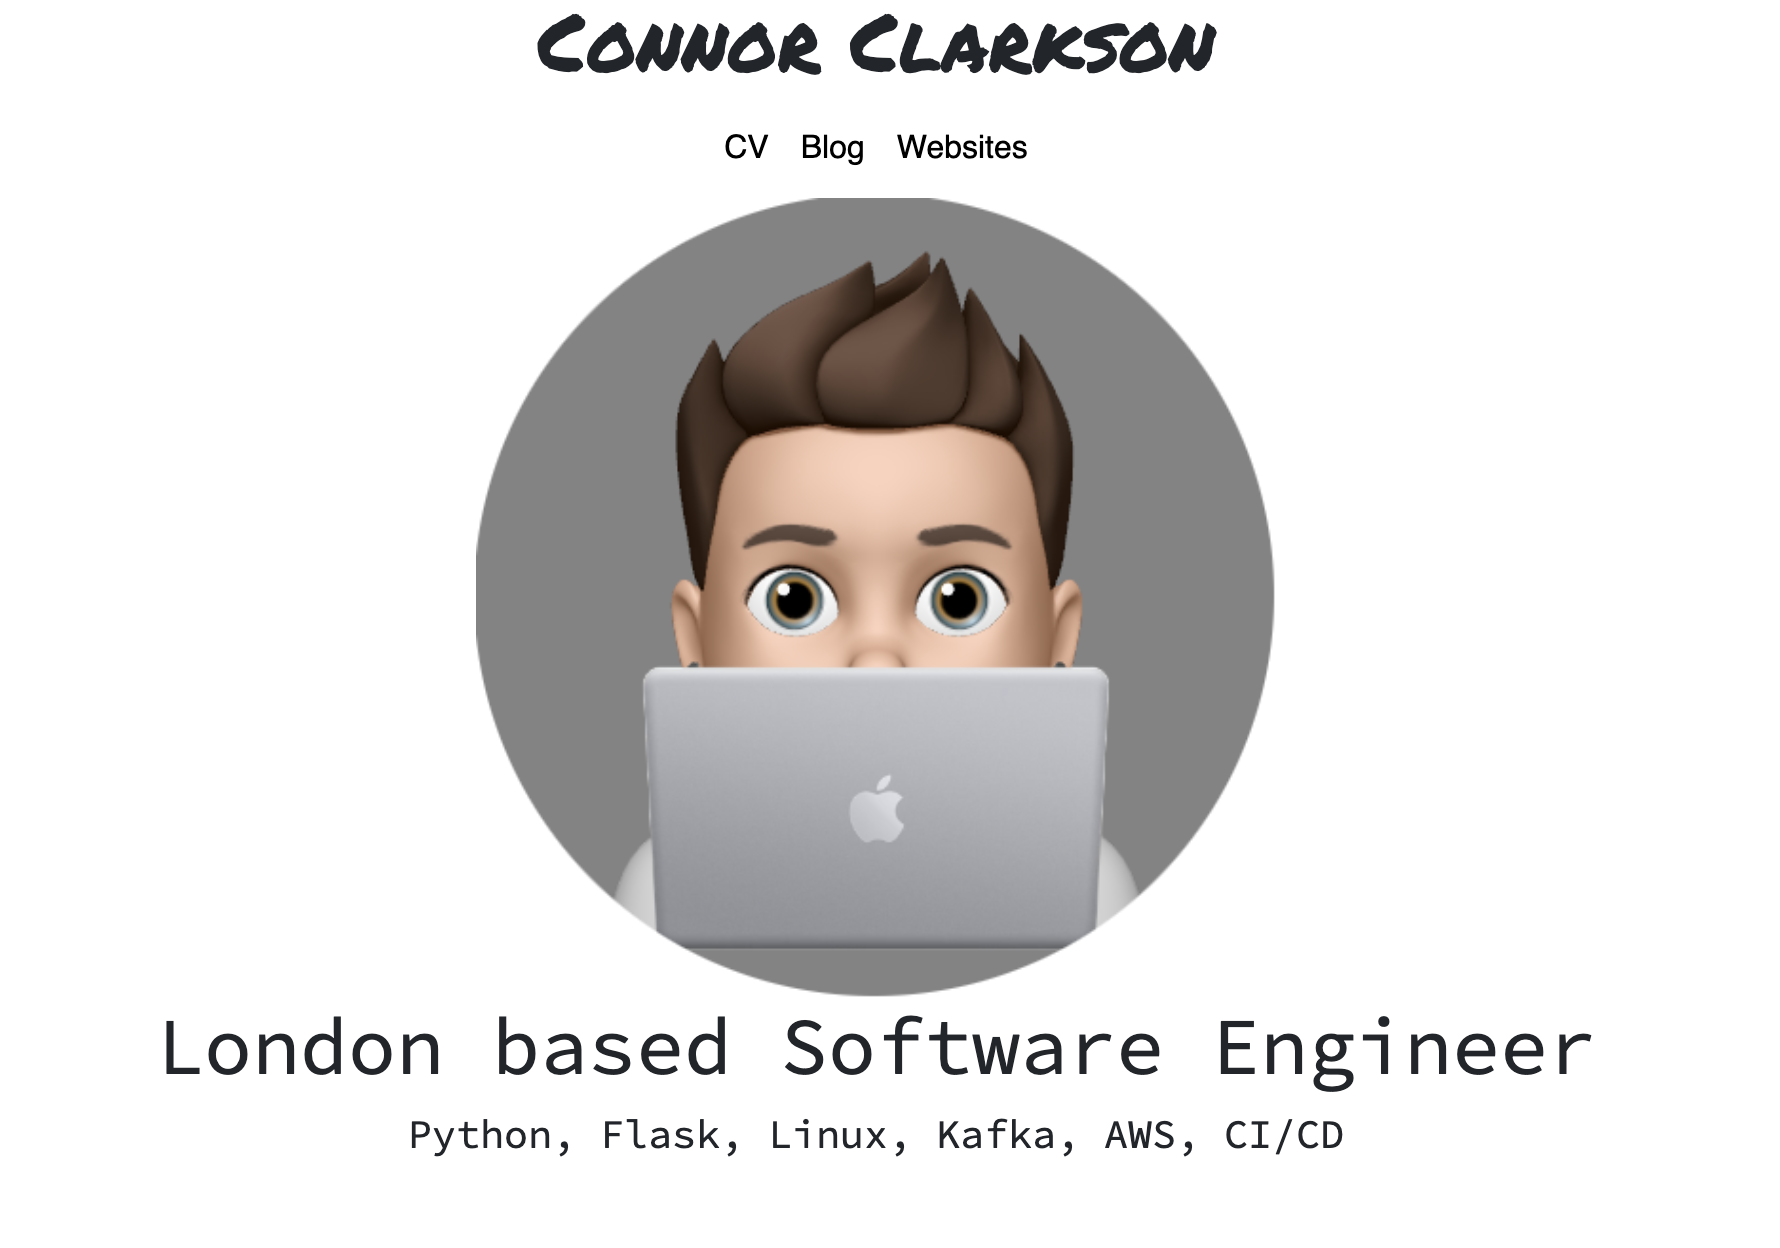 Connor Clarkson
CV Blog Websites
London based Software Engineer
Python, Flask, Linux, Kafka, AWS, CI/CD